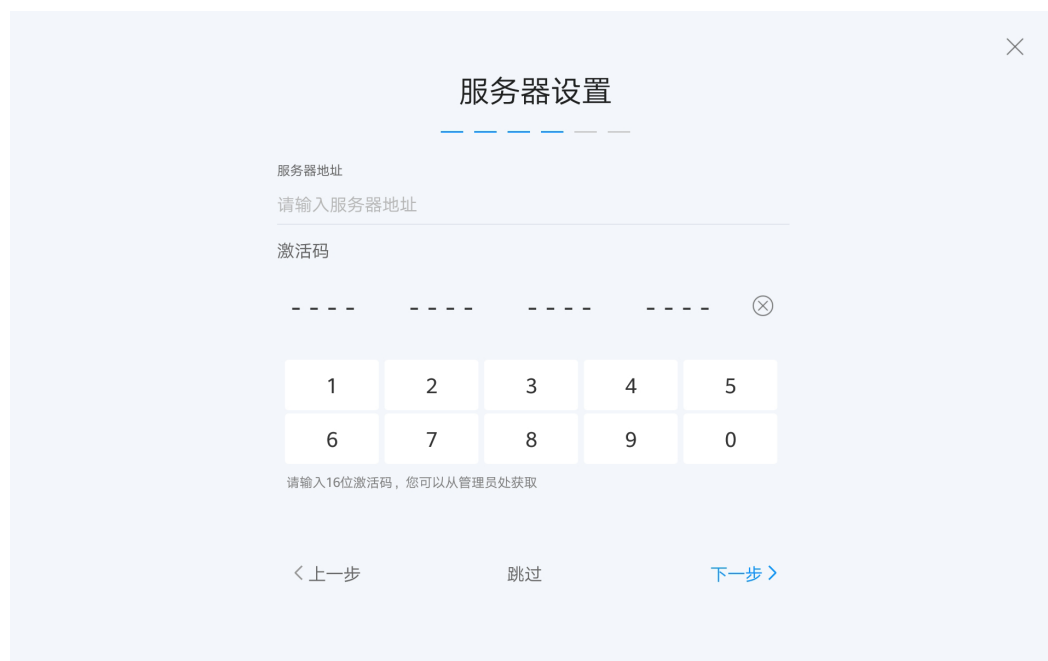 服务器设置
服务器地址
请输入服务器地址
激活码
---- ---- ---- ----
1 2 3 4 5
6 7 8 9 0
请输入16位激活码，您可以从管理员处获取
上一步 跳过 下一步